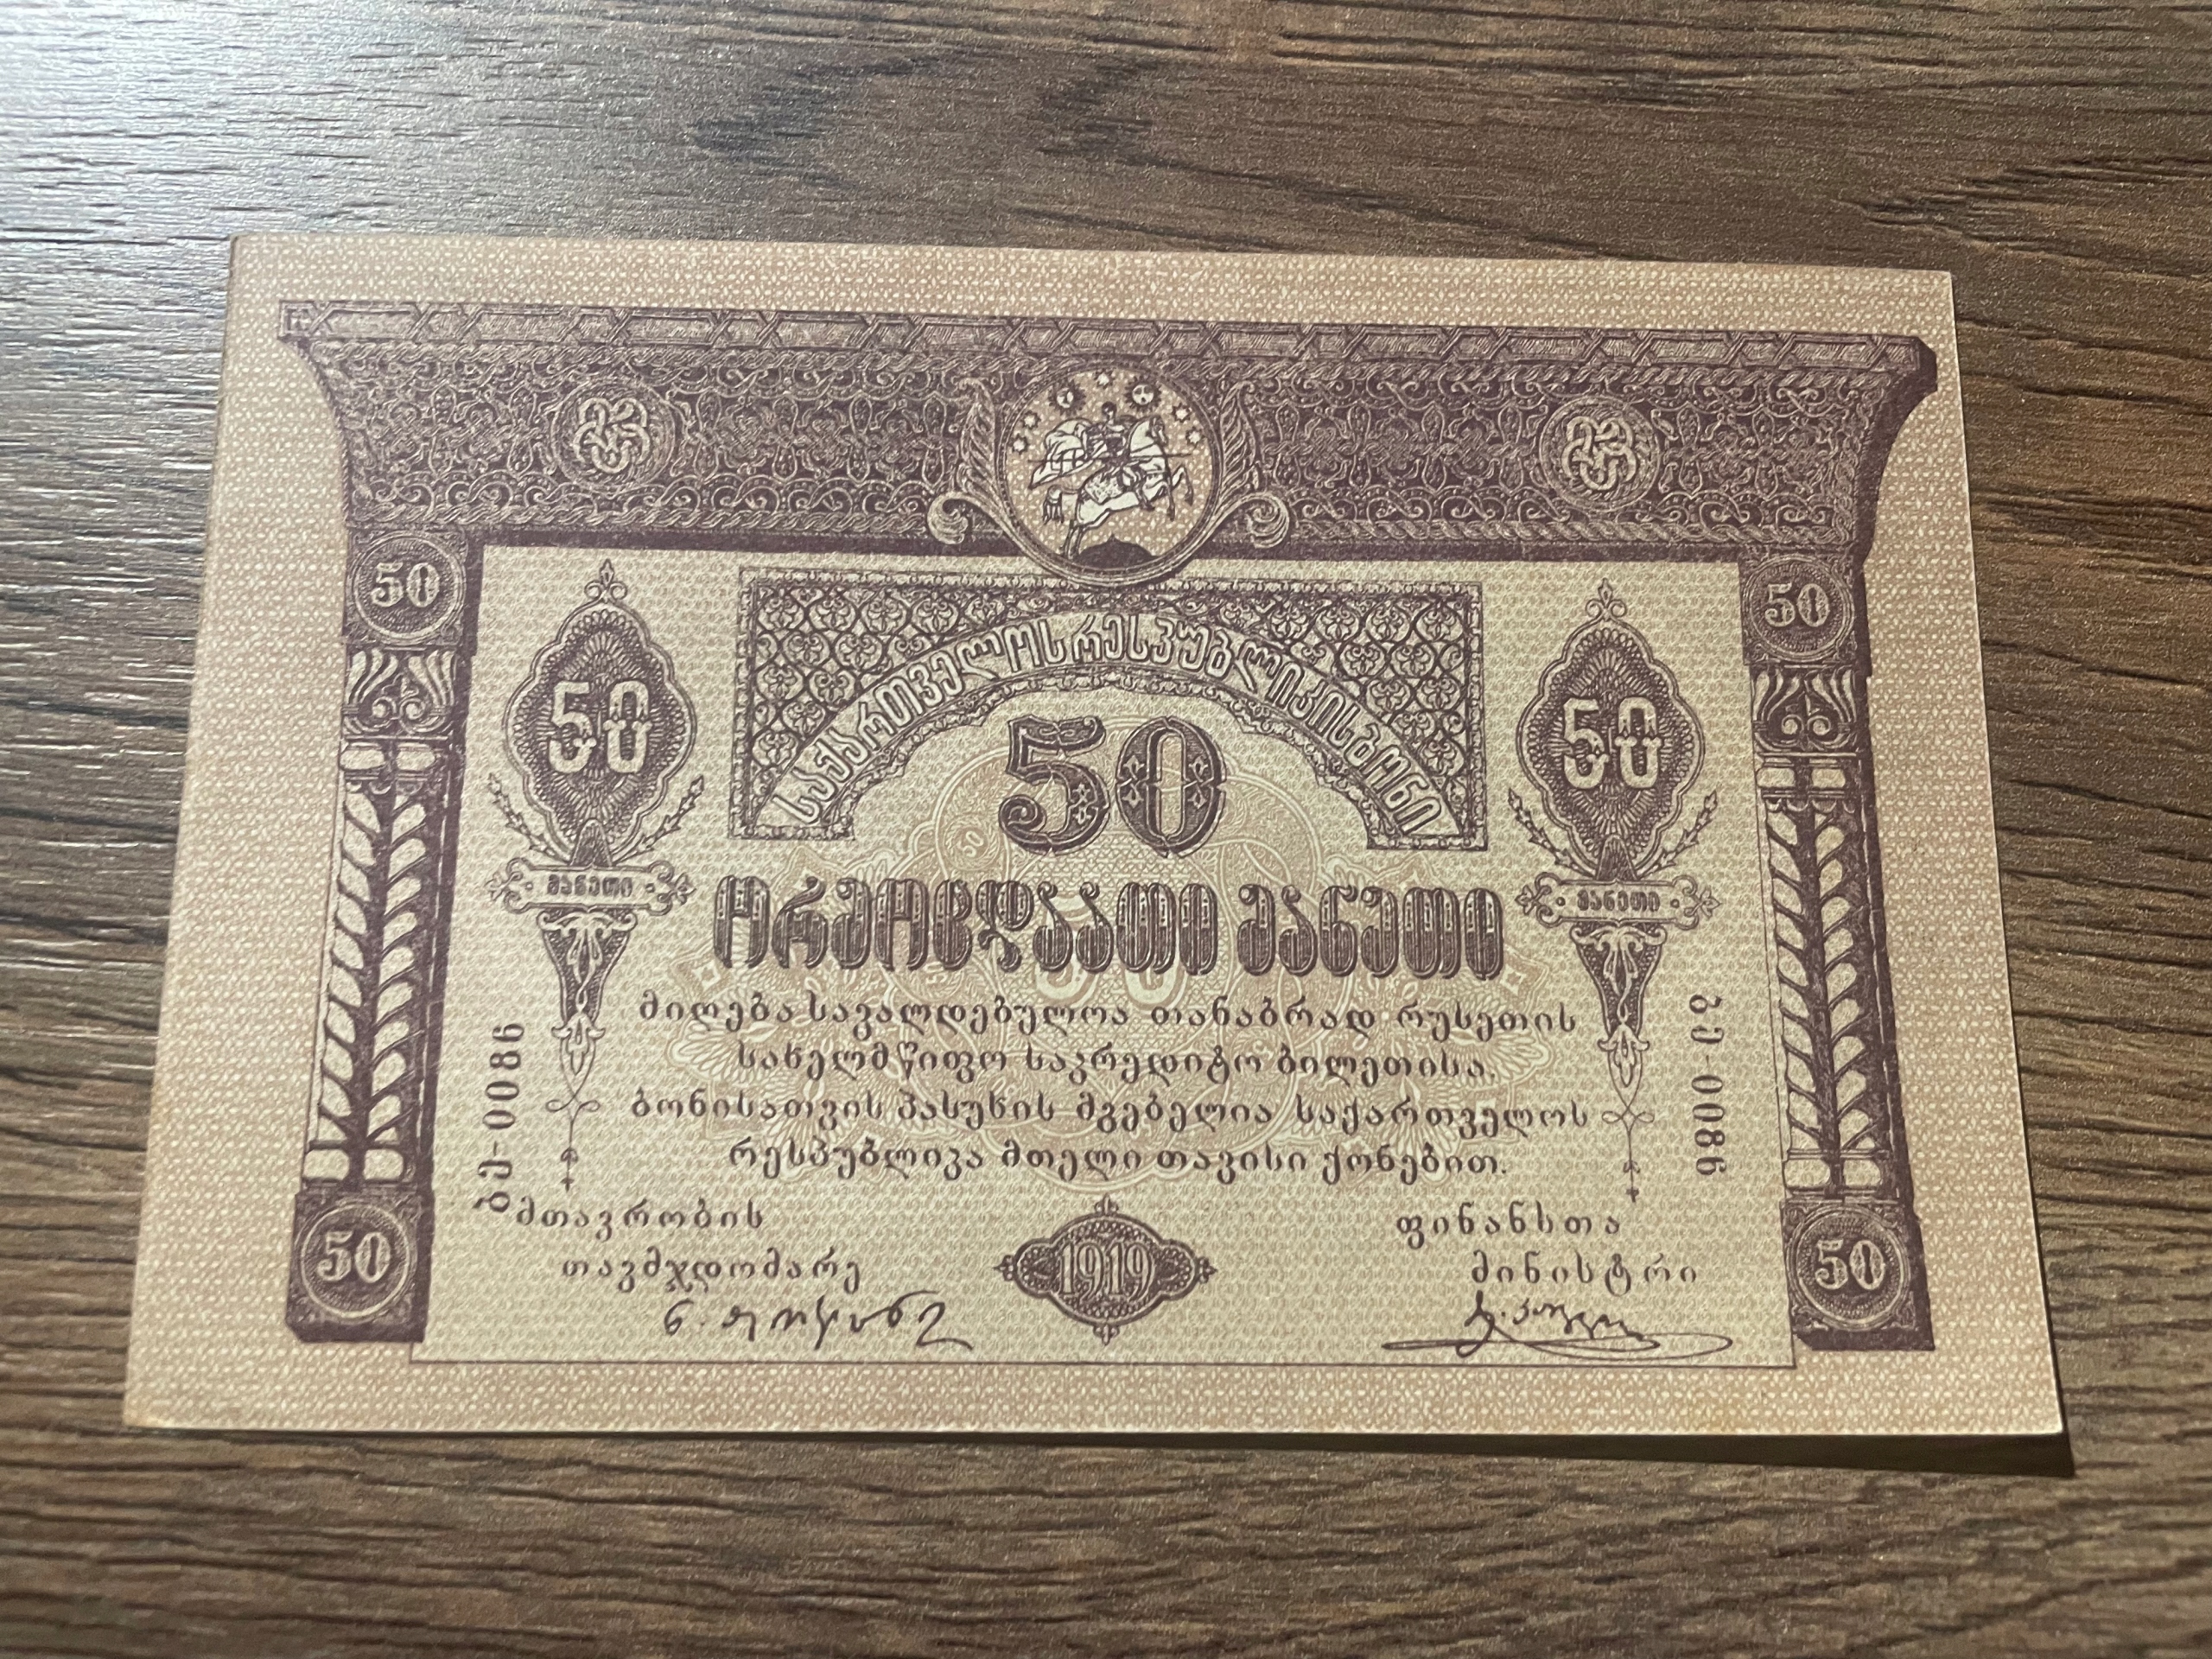 50
50
50
50
საქართველოს რესპუბლიკის ბონი
50
50
მანეთი
მანეთი
ორმოცდაათი მანეთი
მიღება სავალდებულოა თანაბრად რუსეთის
სახელმწიფო საკრედიტო ბილეთისა.
ბონისათვის პასუხის მგებელია საქართველოს
რესპუბლიკა მთელი თავისი ქონებით.
ბე-0086
ბე-0086
მთავრობის
თავმჯდომარე
ფინანსთა
მინისტრი
1919
50
50